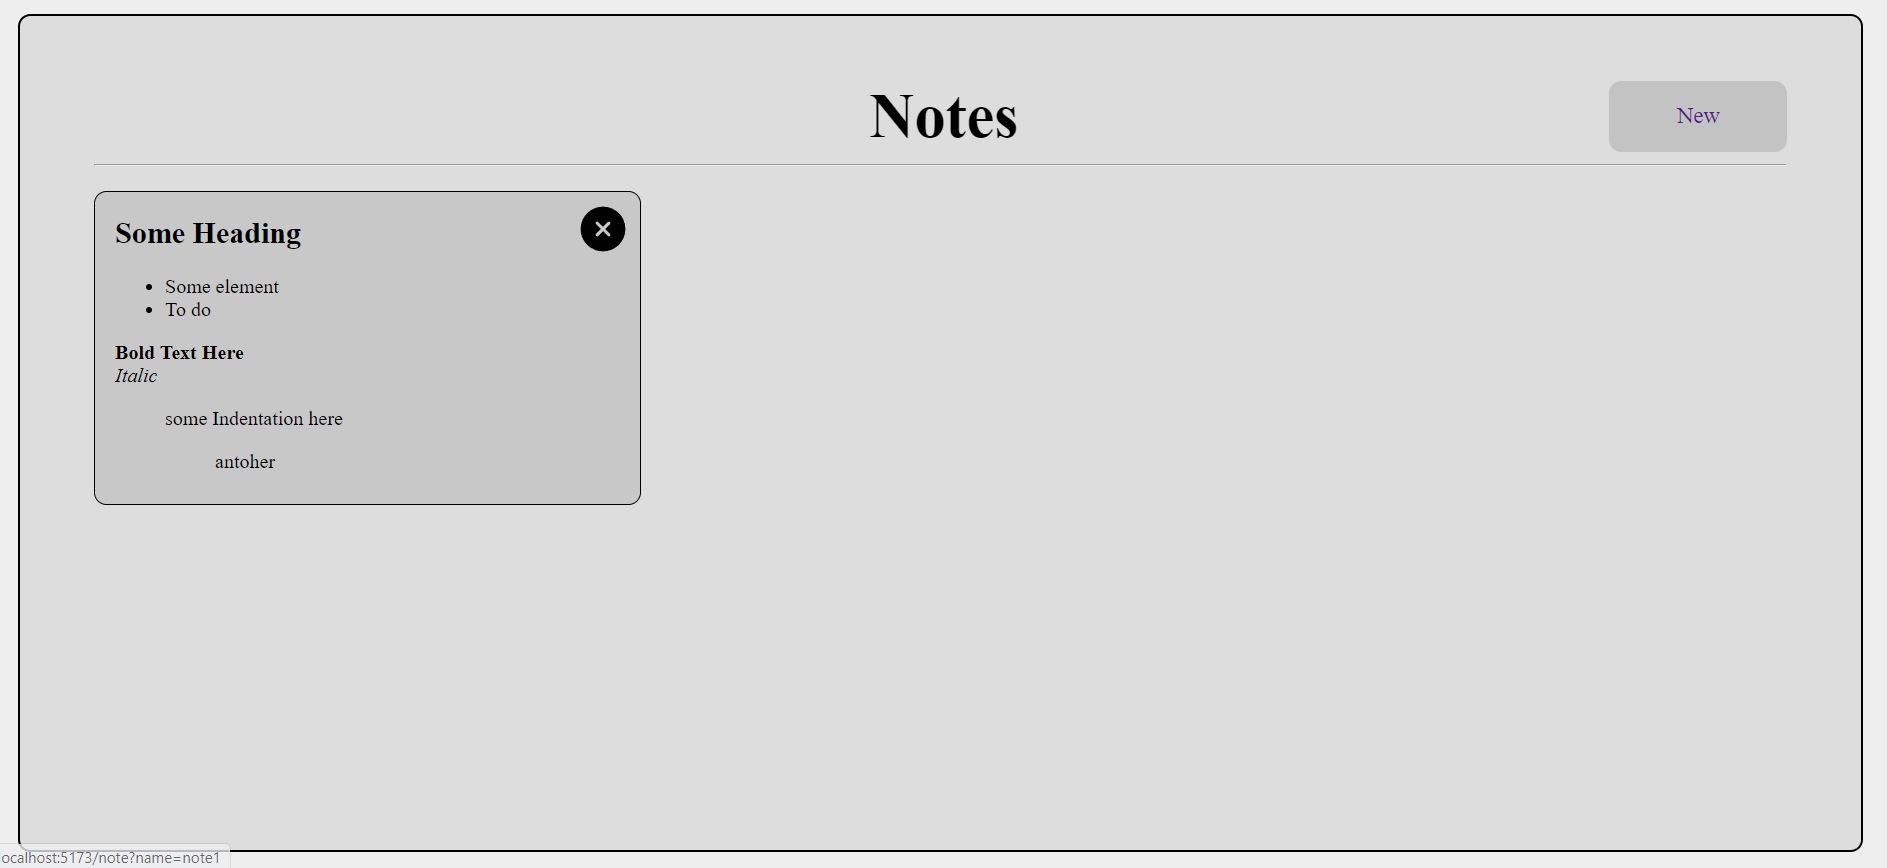 Notes
New
Some Heading
Some element
To do
Bold Text Here
Italic
some Indentation here
antoher
ocalhost:5173/note?name=note1